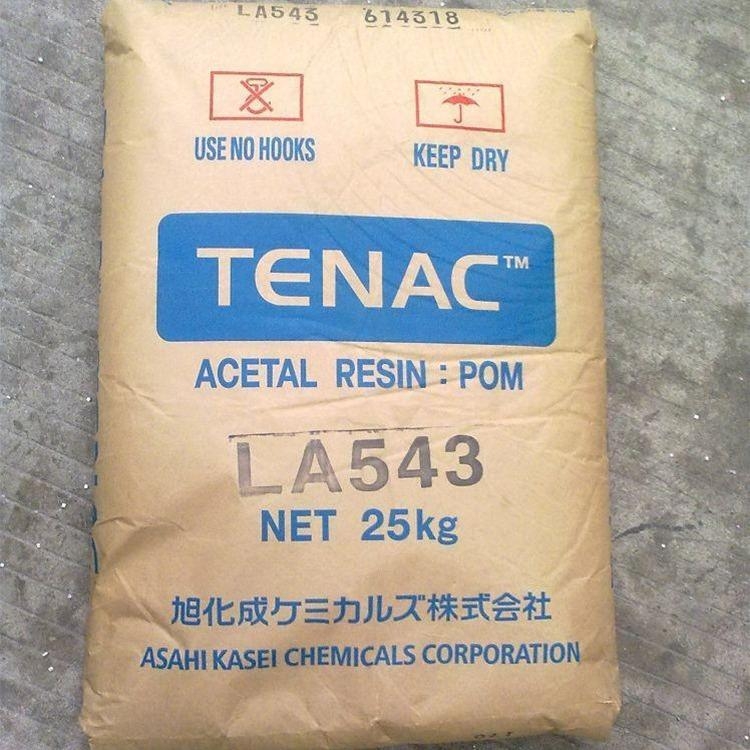 LA543 614318
USE NO HOOKS KEEP DRY
TENAC™
ACETAL RESIN : POM
LA543
NET 25kg
旭化成ケミカルズ株式会社
ASAHI KASEI CHEMICALS CORPORATION